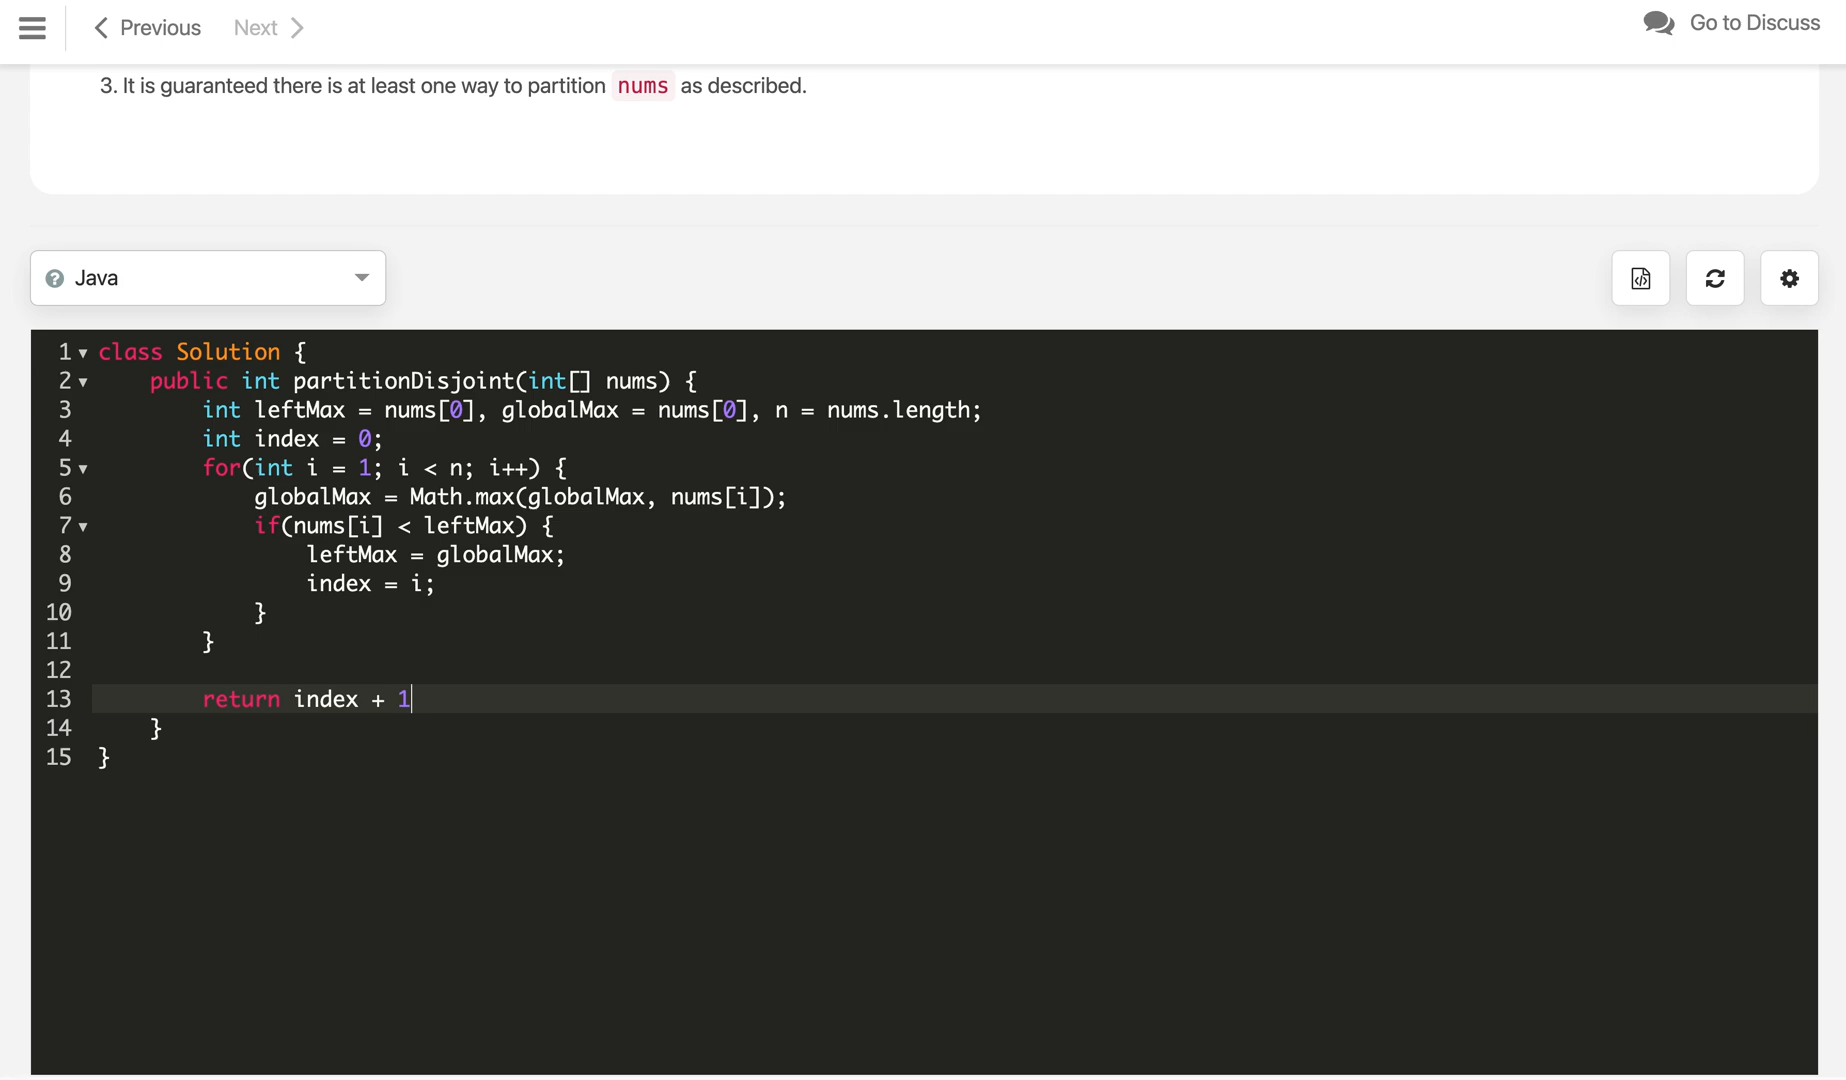 Previous Next Go to Discuss
3. It is guaranteed there is at least one way to partition nums as described.
Java
1 class Solution {
2     public int partitionDisjoint(int[] nums) {
3         int leftMax = nums[0], globalMax = nums[0], n = nums.length;
4         int index = 0;
5         for(int i = 1; i < n; i++) {
6             globalMax = Math.max(globalMax, nums[i]);
7             if(nums[i] < leftMax) {
8                 leftMax = globalMax;
9                 index = i;
10             }
11         }
12
13         return index + 1
14     }
15 }